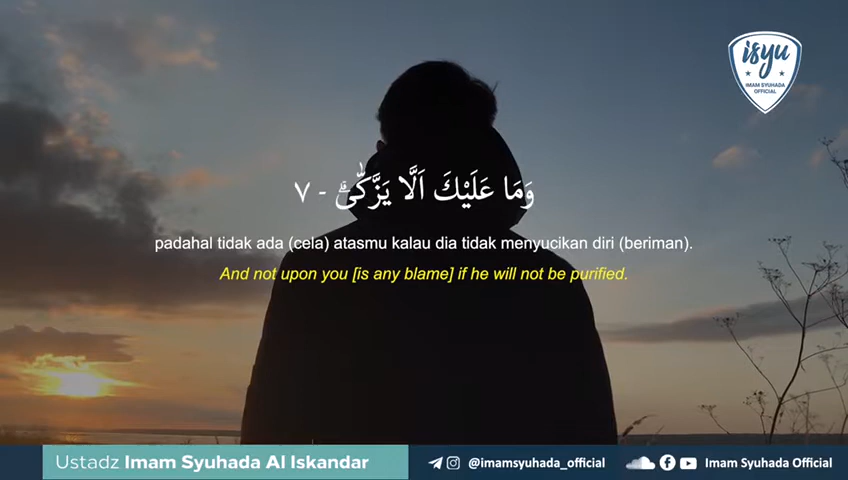 isyu
IMAM SYUHADA
OFFICIAL
وَمَا عَلَيْكَ اَلَّا يَزَّكّٰىۗ - ٧
padahal tidak ada (cela) atasmu kalau dia tidak menyucikan diri (beriman).
And not upon you [is any blame] if he will not be purified.
Ustadz Imam Syuhada Al Iskandar
@imamsyuhada_official
Imam Syuhada Official